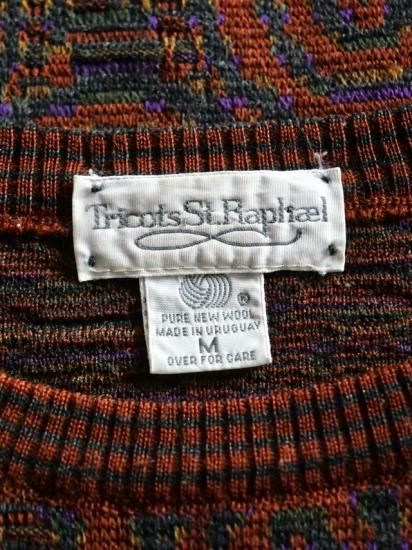 Tricots St. Raphael
®
PURE NEW WOOL
MADE IN URUGUAY
M
OVER FOR CARE